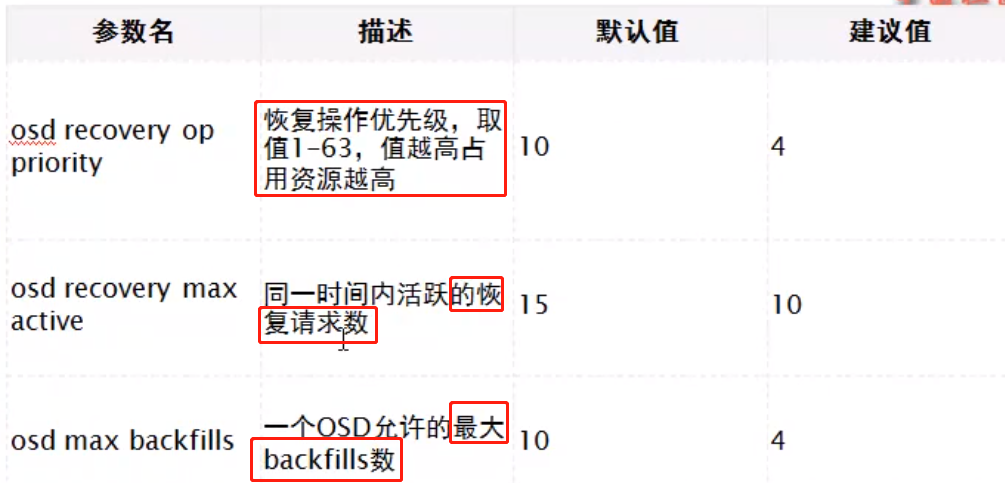 参数名 描述 默认值 建议值
osd recovery op
priority
恢复操作优先级，取
值1-63，值越高占
用资源越高
10
4
osd recovery max
active
同一时间内活跃的恢
复请求数
15
10
osd max backfills
一个OSD允许的最大
backfills数
10
4